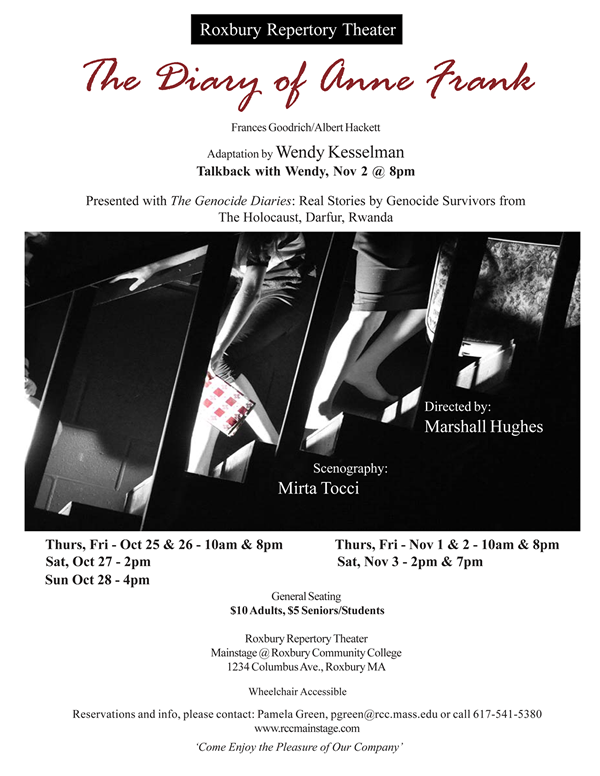 Roxbury Repertory Theater
The Diary of Anne Frank
Frances Goodrich/Albert Hackett
Adaptation by Wendy Kesselman
Talkback with Wendy, Nov 2 @ 8pm
Presented with The Genocide Diaries: Real Stories by Genocide Survivors from
The Holocaust, Darfur, Rwanda
Directed by:
Marshall Hughes
Scenography:
Mirta Tocci
Thurs, Fri - Oct 25 & 26 - 10am & 8pm
Sat, Oct 27 - 2pm
Sun Oct 28 - 4pm
Thurs, Fri - Nov 1 & 2 - 10am & 8pm
Sat, Nov 3 - 2pm & 7pm
General Seating
$10 Adults, $5 Seniors/Students
Roxbury Repertory Theater
Mainstage @ Roxbury Community College
1234 Columbus Ave., Roxbury MA
Wheelchair Accessible
Reservations and info, please contact: Pamela Green, pgreen@rcc.mass.edu or call 617-541-5380
www.rccmainstage.com
‘Come Enjoy the Pleasure of Our Company’